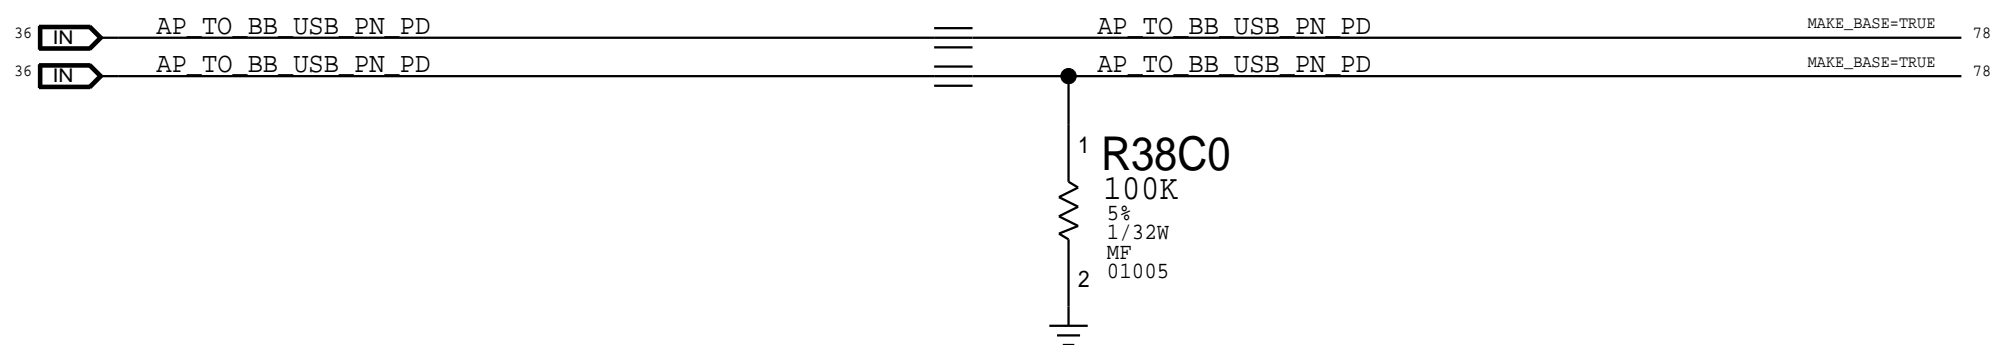 36 IN AP_TO_BB_USB_PN_PD AP_TO_BB_USB_PN_PD MAKE_BASE=TRUE 78
36 IN AP_TO_BB_USB_PN_PD AP_TO_BB_USB_PN_PD MAKE_BASE=TRUE 78
1 R38C0
100K
5%
1/32W
MF
01005
2